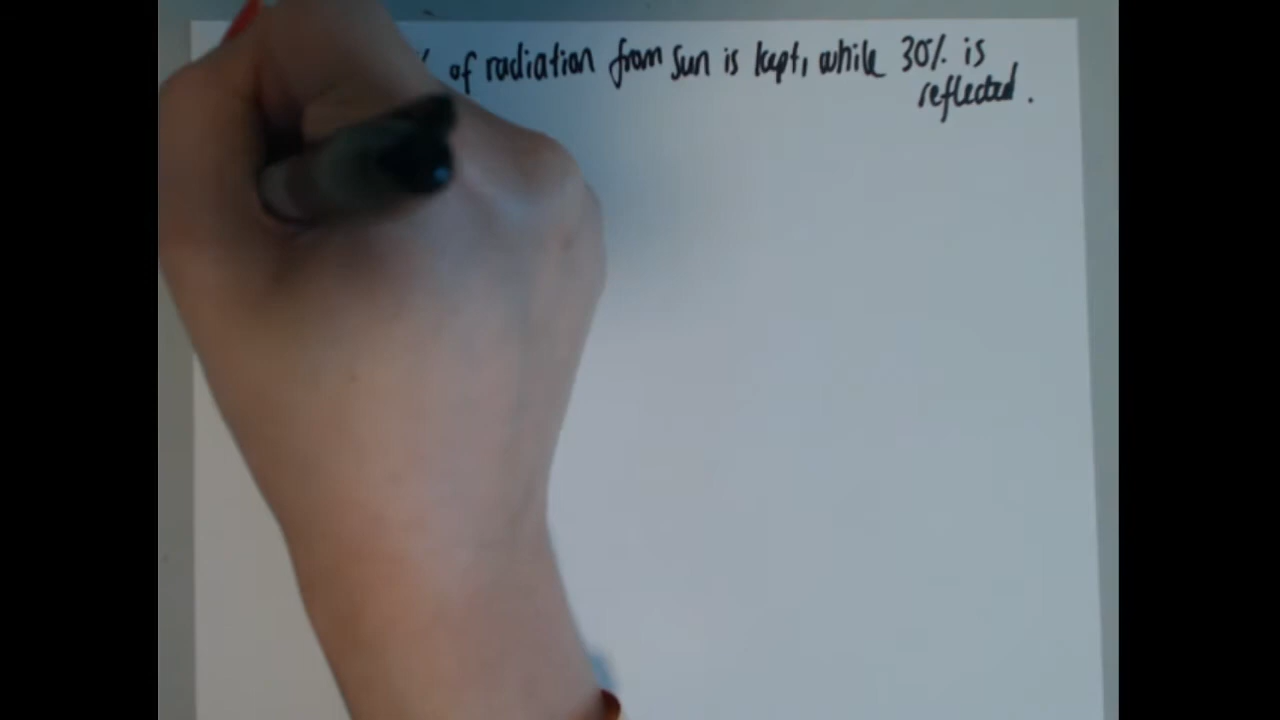 % of radiation from Sun is kept, while 30% is
reflected.